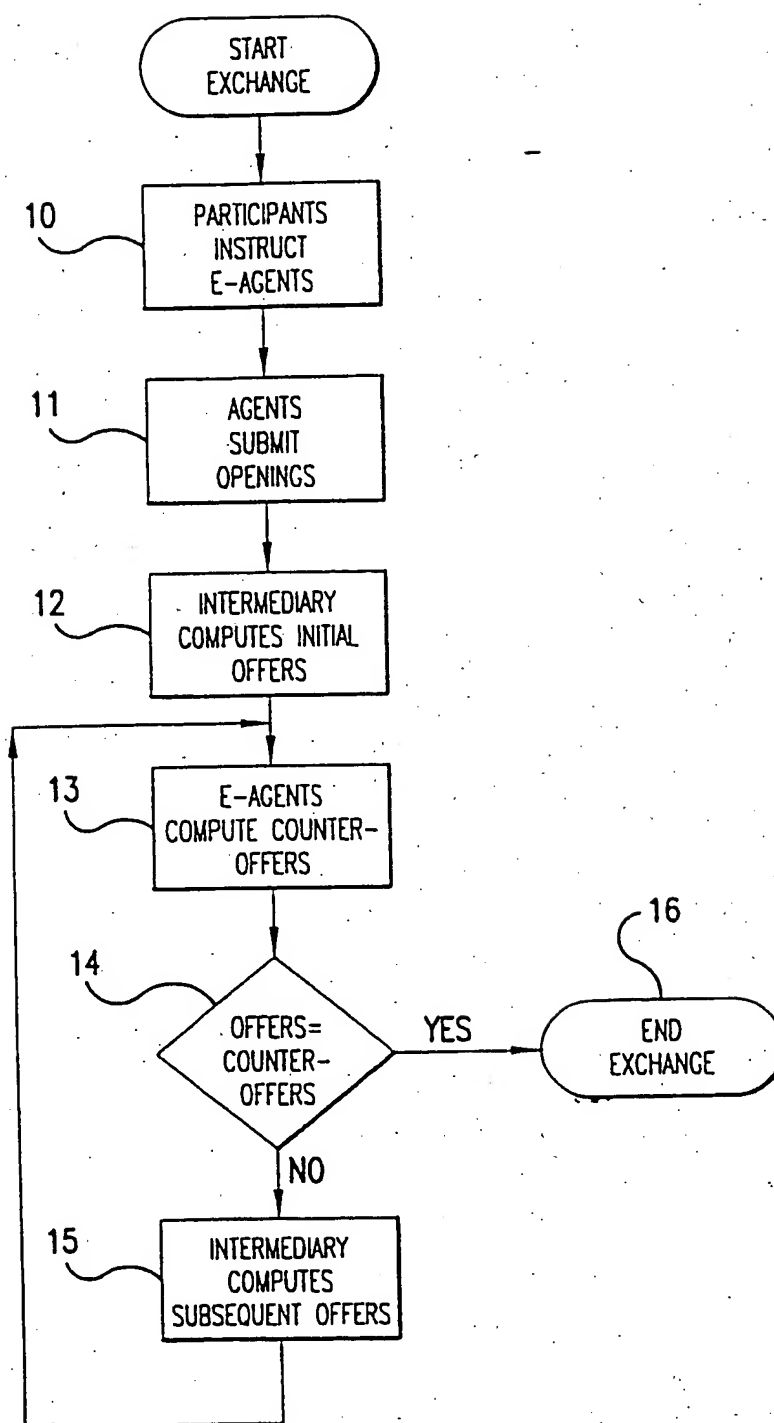 START
EXCHANGE
10
PARTICIPANTS
INSTRUCT
E-AGENTS
11
AGENTS
SUBMIT
OPENINGS
12
INTERMEDIARY
COMPUTES INITIAL
OFFERS
13
E-AGENTS
COMPUTE COUNTER-
OFFERS
14
OFFERS=
COUNTER-
OFFERS
YES
16
END
EXCHANGE
NO
15
INTERMEDIARY
COMPUTES
SUBSEQUENT OFFERS